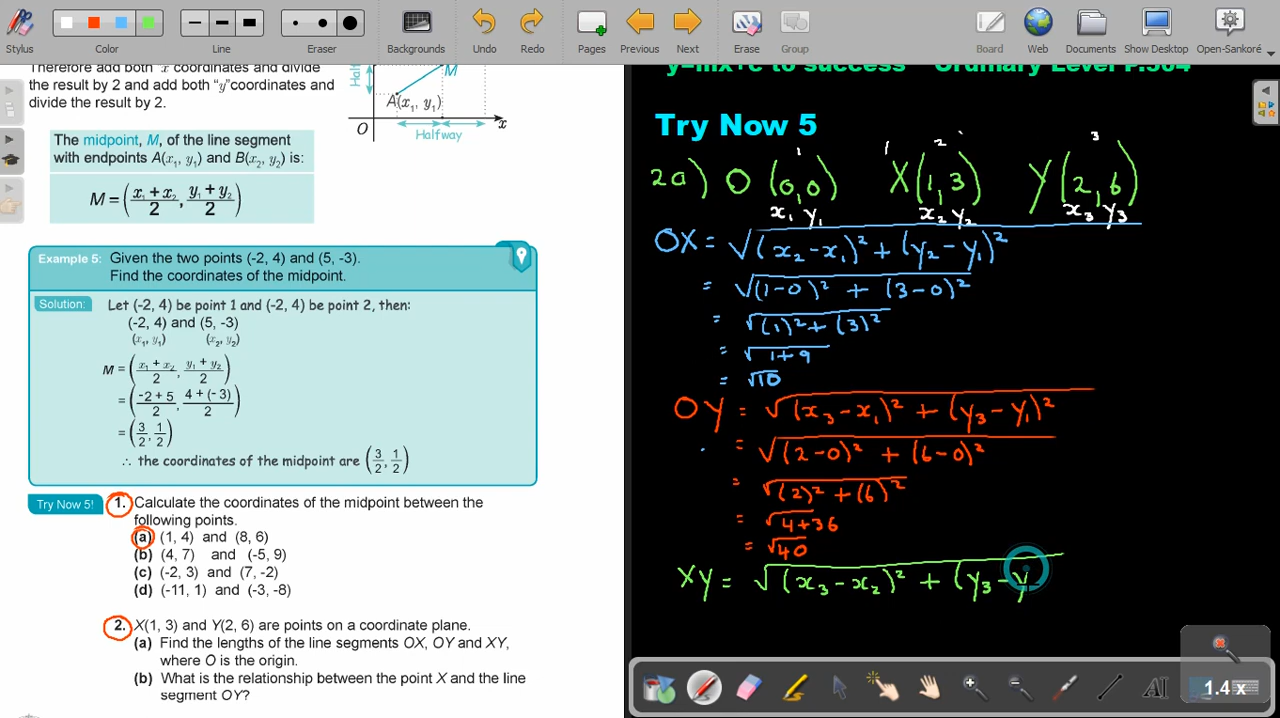 Stylus
Color
Line
Eraser
Backgrounds
Undo
Redo
Pages
Previous
Next
Erase
Group
Board
Web
Documents
Show Desktop
Open-Sankoré
Therefore add both "x" coordinates and divide
the result by 2 and add both "y"coordinates and
divide the result by 2.
M
A(x₁, y₁)
O
x
Halfway
The midpoint, M, of the line segment
with endpoints A(x₁, y₁) and B(x₂, y₂) is:
M = ((x₁ + x₂)/2, (y₁ + y₂)/2)
Example 5: Given the two points (-2, 4) and (5, -3).
Find the coordinates of the midpoint.
Solution: Let (-2, 4) be point 1 and (-2, 4) be point 2, then:
(-2, 4) and (5, -3)
(x₁, y₁) (x₂, y₂)
M = ((x₁ + x₂)/2, (y₁ + y₂)/2)
= ((-2 + 5)/2, (4 + (-3))/2)
= (3/2, 1/2)
∴ the coordinates of the midpoint are (3/2, 1/2)
Try Now 5! 1. Calculate the coordinates of the midpoint between the
following points.
(a) (1, 4) and (8, 6)
(b) (4, 7) and (-5, 9)
(c) (-2, 3) and (7, -2)
(d) (-11, 1) and (-3, -8)
2. X(1, 3) and Y(2, 6) are points on a coordinate plane.
(a) Find the lengths of the line segments OX, OY and XY,
where O is the origin.
(b) What is the relationship between the point X and the line
segment OY?
y=mx+c to success Ordinary Level P.304
Try Now 5
1 1 2 3
2a) O (0,0) X(1,3) Y(2,6)
x₁ y₁ x₂ y₂ x₃ y₃
OX = √(x₂-x₁)² + (y₂-y₁)²
= √(1-0)² + (3-0)²
= √(1)² + (3)²
= √1+9
= √10
OY = √(x₃-x₁)² + (y₃-y₁)²
= √(2-0)² + (6-0)²
= √(2)² + (6)²
= √4+36
= √40
XY = √(x₃-x₂)² + (y₃-y
1.4 x